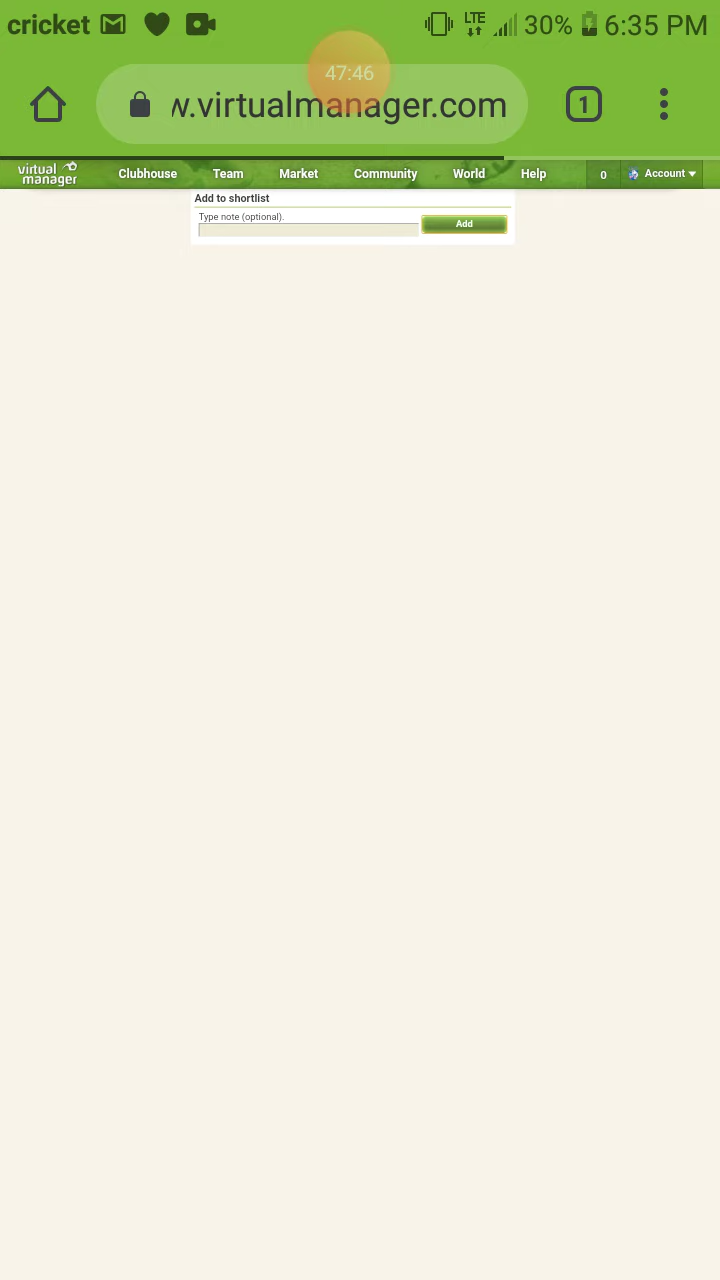 cricket LTE 30% 6:35 PM
47:46
w.virtualmanager.com 1
virtual manager Clubhouse Team Market Community World Help 0 Account
Add to shortlist
Type note (optional).
Add